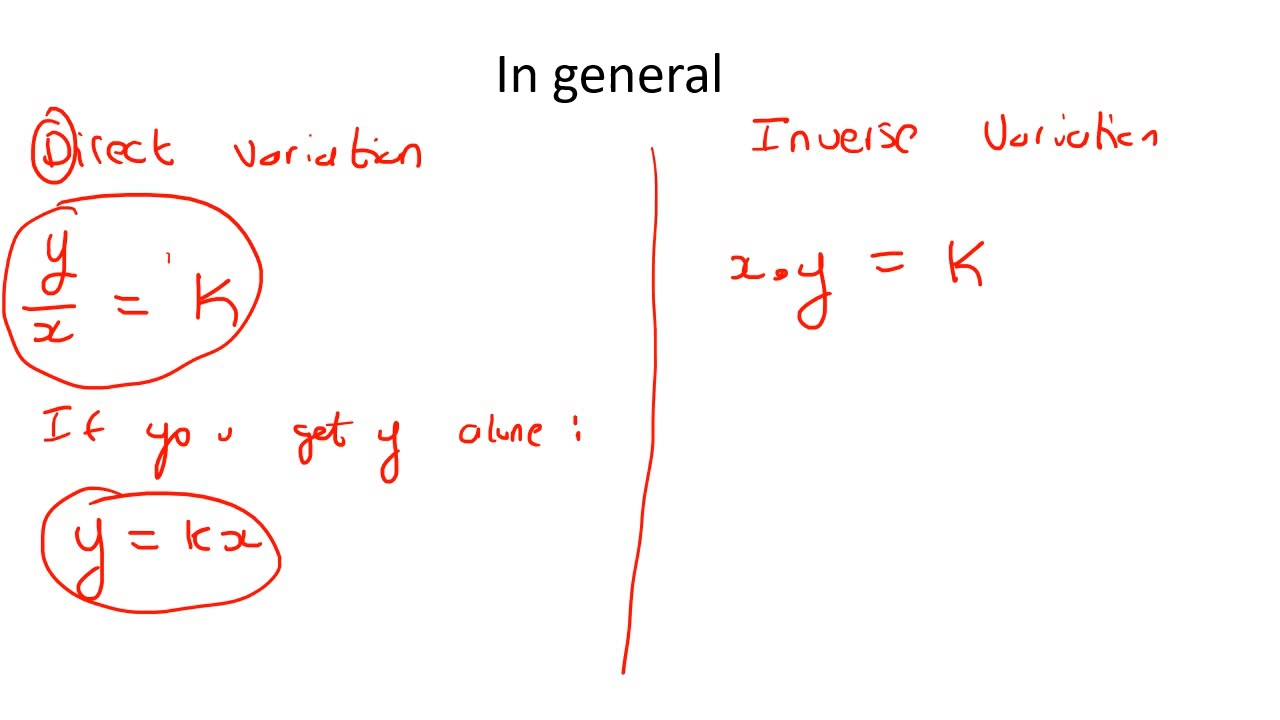 In general
Direct variation
y/x = K
If you get y alone :
y = kx
Inverse Variation
x.y = K